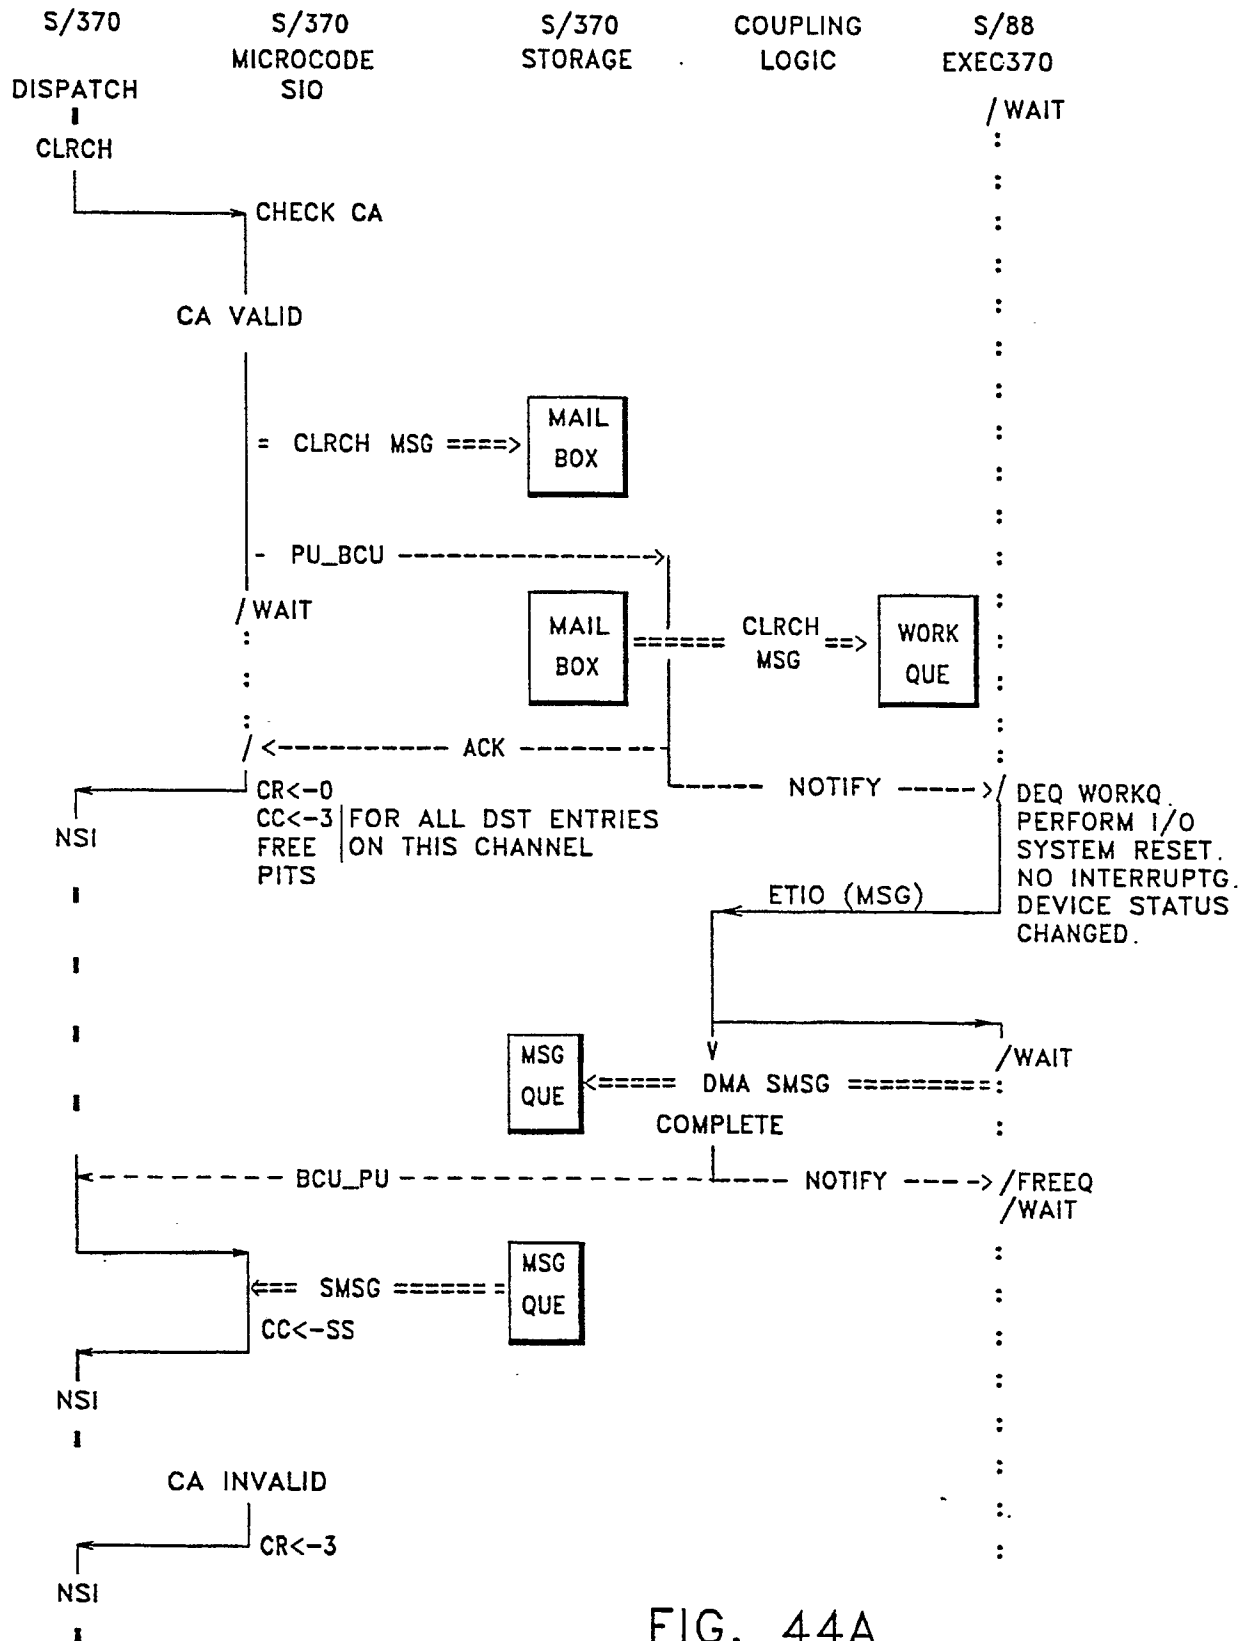 S/370 S/370 S/370 COUPLING S/88
MICROCODE STORAGE LOGIC EXEC370
DISPATCH SIO
/WAIT
CLRCH
CHECK CA
CA VALID
MAIL
= CLRCH MSG ====>
BOX
- PU_BCU ---------------->
/WAIT
MAIL ====== CLRCH ==> WORK
BOX MSG QUE
/ <--------- ACK --------
CR<-0 NOTIFY -----> / DEQ WORKQ.
CC<-3 FOR ALL DST ENTRIES PERFORM I/O
NSI FREE ON THIS CHANNEL SYSTEM RESET.
PITS NO INTERRUPTG.
ETIO (MSG) DEVICE STATUS
CHANGED.
MSG V /WAIT
<===== DMA SMSG =========:
QUE
COMPLETE
BCU_PU NOTIFY ----> /FREEQ
/WAIT
MSG
<=== SMSG =======
QUE
CC<-SS
NSI
CA INVALID
CR<-3
NSI
FIG. 44A